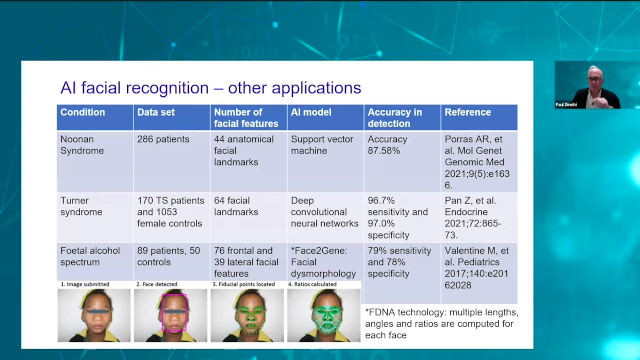 AI facial recognition – other applications
Condition
Data set
Number of
facial features
AI model
Accuracy in
detection
Reference
Noonan
Syndrome
286 patients
44 anatomical
facial
landmarks
Support vector
machine
Accuracy
87.58%
Porras AR, et
al. Mol Genet
Genomic Med
2021;9(5):e163
6.
Turner
syndrome
170 TS patients
and 1053
female controls
64 facial
landmarks
Deep
convolutional
neural networks
96.7%
sensitivity and
97.0%
specificity
Pan Z, et al.
Endocrine
2021;72:865-
73.
Foetal alcohol
spectrum
89 patients, 50
controls
76 frontal and
39 lateral facial
features
*Face2Gene:
Facial
dysmorphology
79% sensitivity
and 78%
specificity
Valentine M, et
al. Pediatrics
2017;140:e201
62028
1. Image submitted
2. Face detected
3. Fiducial points located
4. Ratios calculated
*FDNA technology: multiple lengths,
angles and ratios are computed for
each face
Paul Dimitri